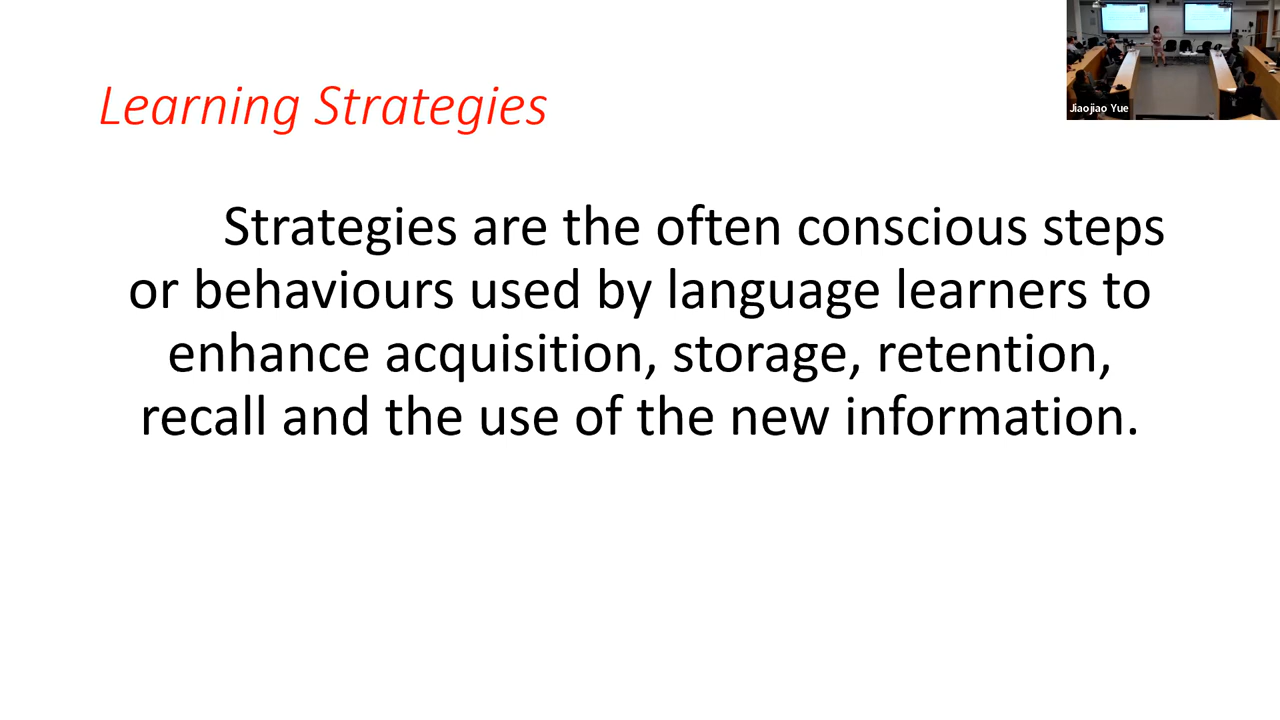 Learning Strategies
Strategies are the often conscious steps
or behaviours used by language learners to
enhance acquisition, storage, retention,
recall and the use of the new information.
Jiaojiao Yue